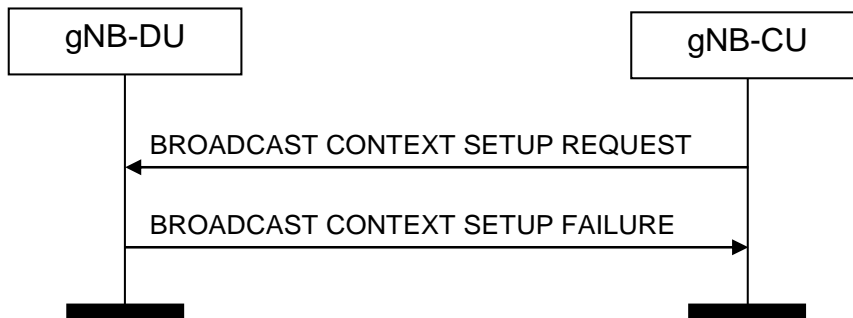 gNB-DU
gNB-CU
BROADCAST CONTEXT SETUP REQUEST
BROADCAST CONTEXT SETUP FAILURE